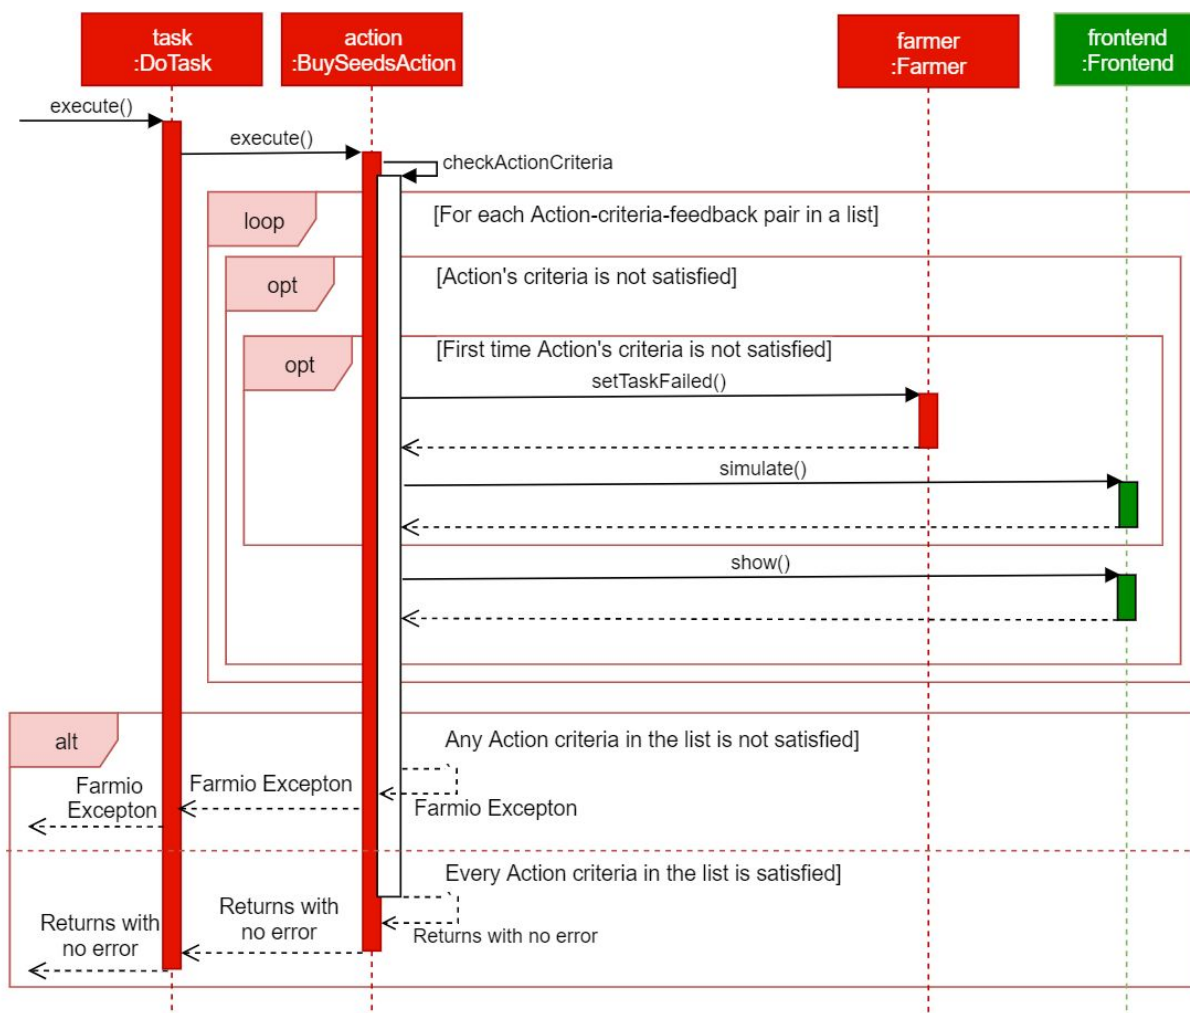 task
:DoTask
action
:BuySeedsAction
farmer
:Farmer
frontend
:Frontend
execute()
execute()
checkActionCriteria
loop
[For each Action-criteria-feedback pair in a list]
opt
[Action's criteria is not satisfied]
opt
[First time Action's criteria is not satisfied]
setTaskFailed()
simulate()
show()
alt
Any Action criteria in the list is not satisfied]
Farmio
Excepton
Farmio Excepton
Farmio Excepton
Every Action criteria in the list is satisfied]
Returns with
no error
Returns with
no error
Returns with no error